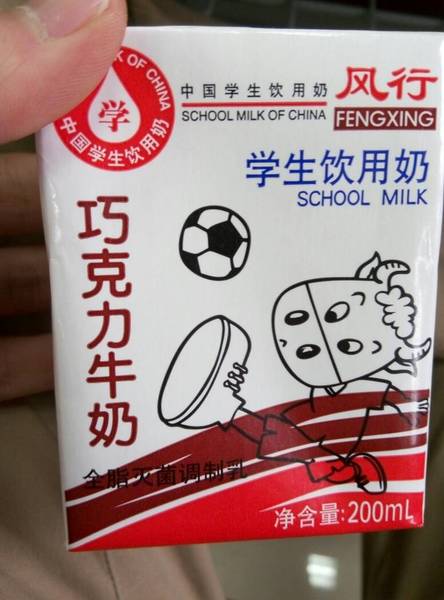 K OF CHINA
学
中国学生饮用奶
中国学生饮用奶
SCHOOL MILK OF CHINA
风行
FENGXING
学生饮用奶
SCHOOL MILK
巧克力牛奶
全脂灭菌调制乳
净含量:200mL